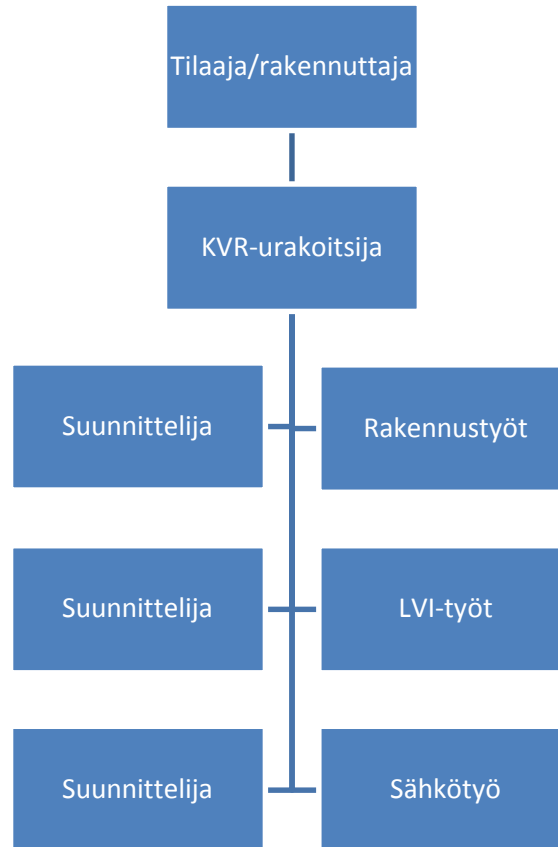 Tilaaja/rakennuttaja
KVR-urakoitsija
Suunnittelija
Rakennustyöt
Suunnittelija
LVI-työt
Suunnittelija
Sähkötyö